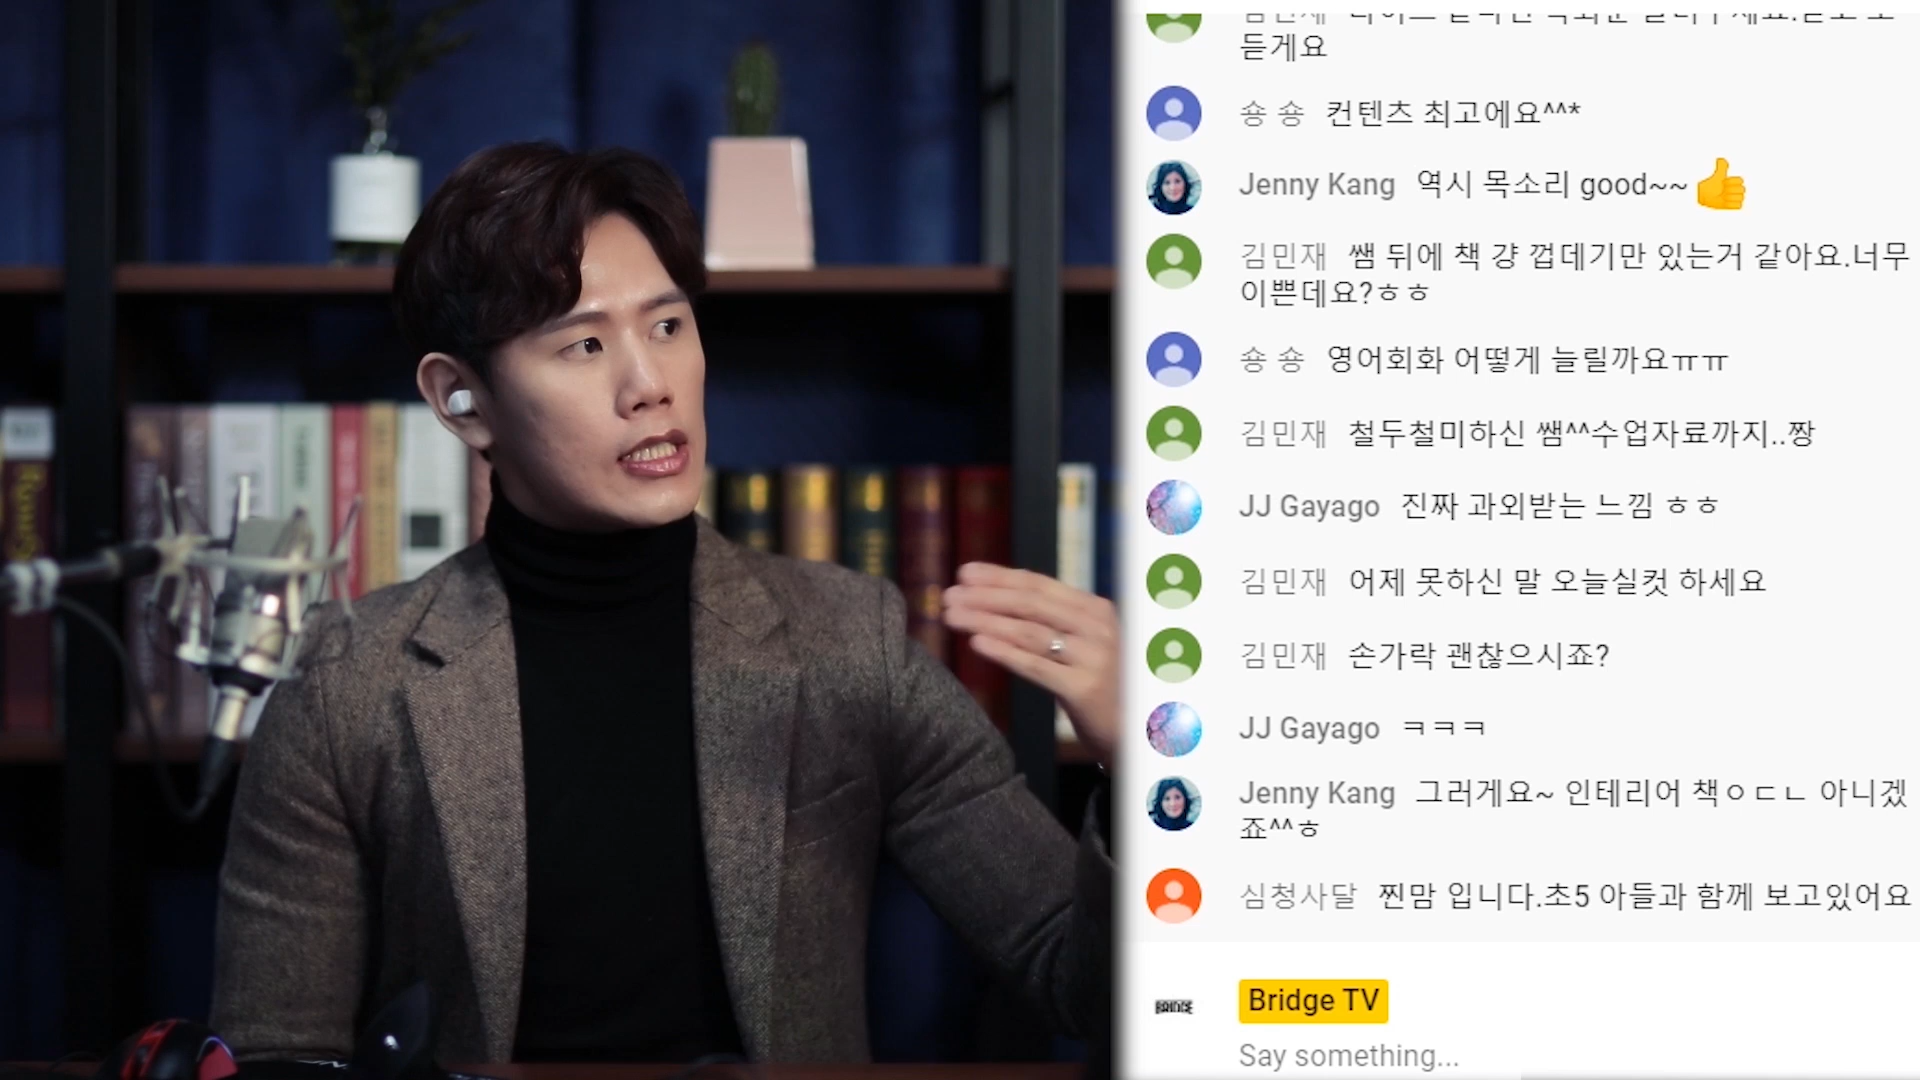 듣게요
숑 숑 컨텐츠 최고에요^^*
Jenny Kang 역시 목소리 good~~
김민재 쌤 뒤에 책 걍 껍데기만 있는거 같아요.너무
이쁜데요?ㅎㅎ
숑 숑 영어회화 어떻게 늘릴까요ㅠㅠ
김민재 철두철미하신 쌤^^수업자료까지..짱
JJ Gayago 진짜 과외받는 느낌 ㅎㅎ
김민재 어제 못하신 말 오늘실컷 하세요
김민재 손가락 괜찮으시죠?
JJ Gayago ㅋㅋㅋ
Jenny Kang 그러게요~ 인테리어 책ㅇㄷㄴ 아니겠
죠^^ㅎ
심청사달 찐맘 입니다.초5 아들과 함께 보고있어요
BRIDGE
Bridge TV
Say something...